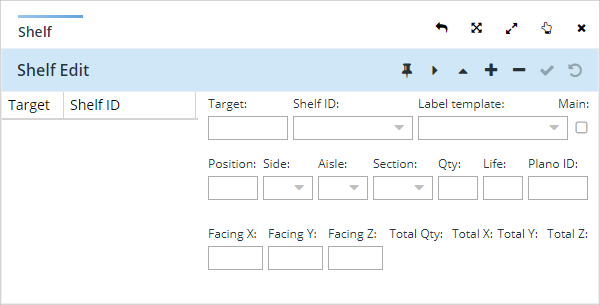 Shelf
Shelf Edit
Target Shelf ID
Target: Shelf ID: Label template: Main:
Position: Side: Aisle: Section: Qty: Life: Plano ID:
Facing X: Facing Y: Facing Z: Total Qty: Total X: Total Y: Total Z: